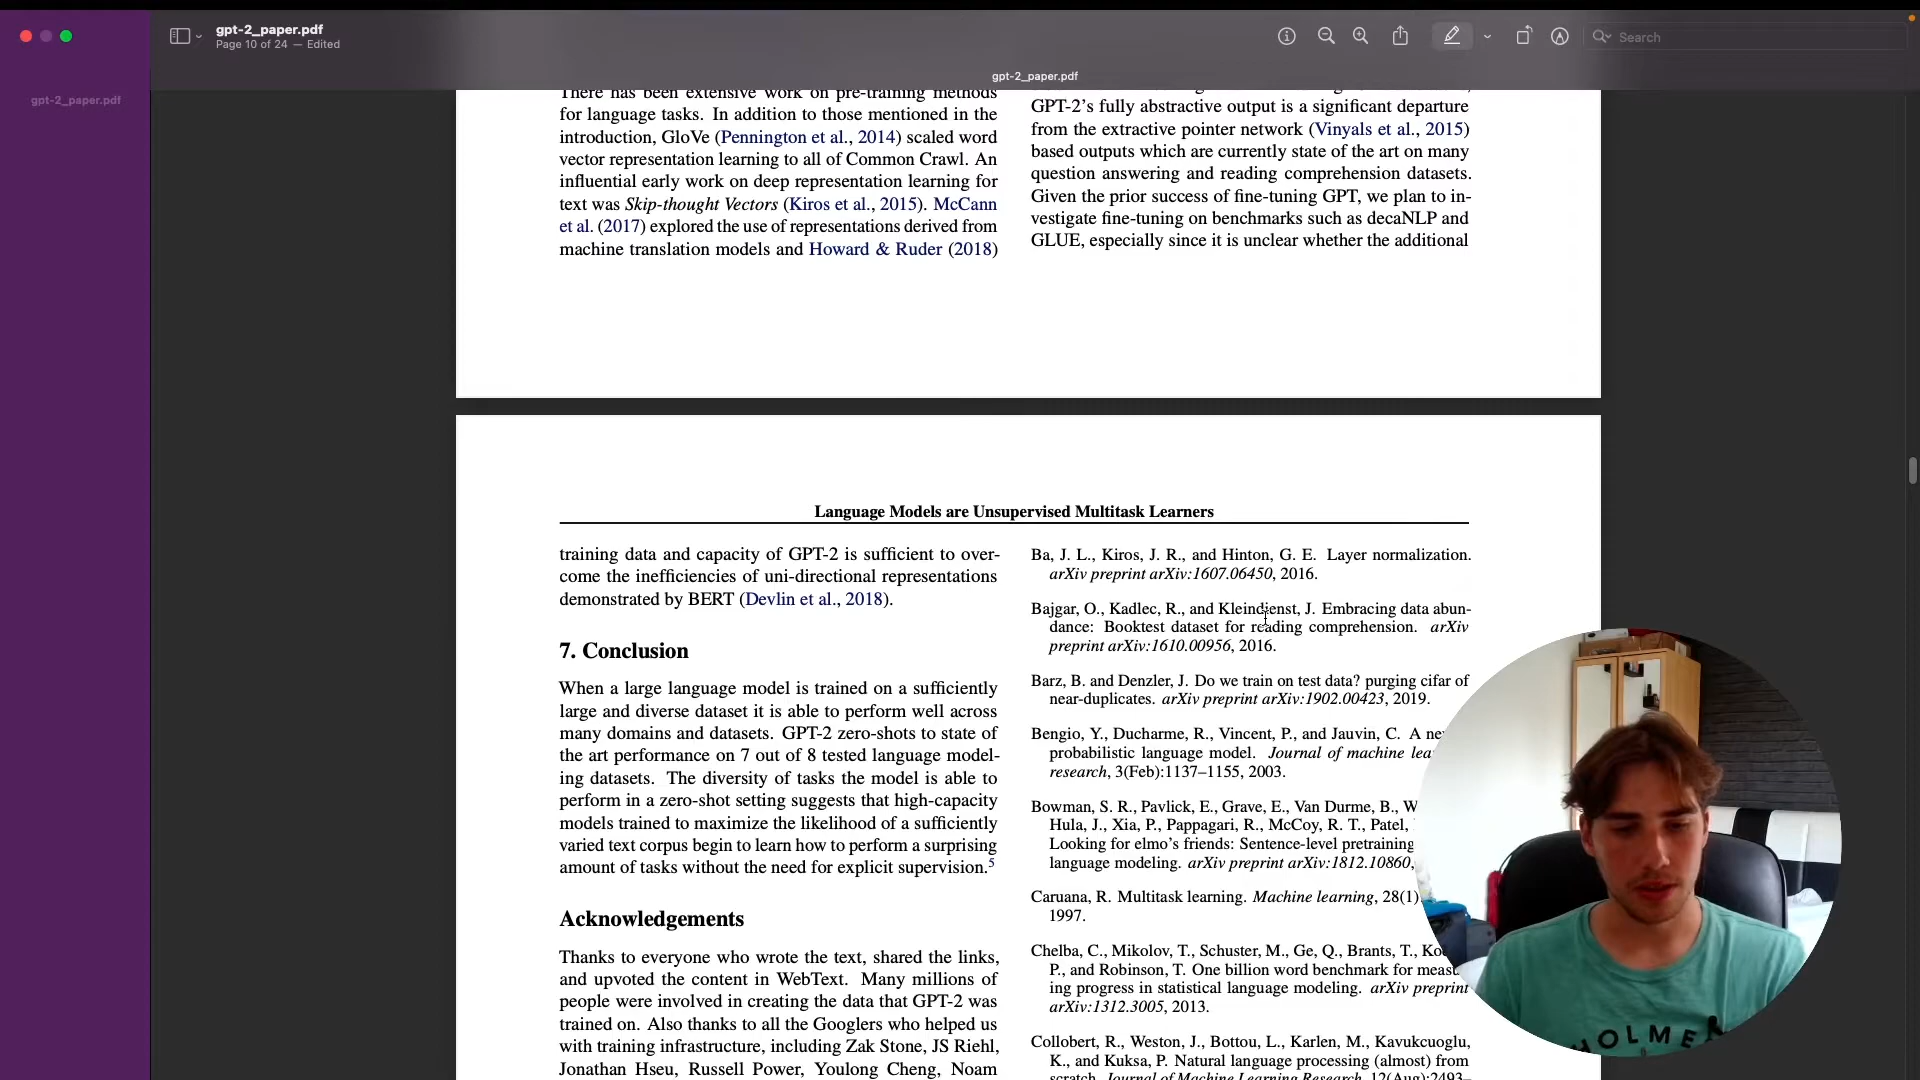 gpt-2_paper.pdf
Page 10 of 24 — Edited
Search
gpt-2_paper.pdf
gpt-2_paper.pdf
There has been extensive work on pre-training methods
for language tasks. In addition to those mentioned in the
introduction, GloVe (Pennington et al., 2014) scaled word
vector representation learning to all of Common Crawl. An
influential early work on deep representation learning for
text was Skip-thought Vectors (Kiros et al., 2015). McCann
et al. (2017) explored the use of representations derived from
machine translation models and Howard & Ruder (2018)
GPT-2's fully abstractive output is a significant departure
from the extractive pointer network (Vinyals et al., 2015)
based outputs which are currently state of the art on many
question answering and reading comprehension datasets.
Given the prior success of fine-tuning GPT, we plan to in-
vestigate fine-tuning on benchmarks such as decaNLP and
GLUE, especially since it is unclear whether the additional
Language Models are Unsupervised Multitask Learners
training data and capacity of GPT-2 is sufficient to over-
come the inefficiencies of uni-directional representations
demonstrated by BERT (Devlin et al., 2018).
7. Conclusion
When a large language model is trained on a sufficiently
large and diverse dataset it is able to perform well across
many domains and datasets. GPT-2 zero-shots to state of
the art performance on 7 out of 8 tested language model-
ing datasets. The diversity of tasks the model is able to
perform in a zero-shot setting suggests that high-capacity
models trained to maximize the likelihood of a sufficiently
varied text corpus begin to learn how to perform a surprising
amount of tasks without the need for explicit supervision.5
Acknowledgements
Thanks to everyone who wrote the text, shared the links,
and upvoted the content in WebText. Many millions of
people were involved in creating the data that GPT-2 was
trained on. Also thanks to all the Googlers who helped us
with training infrastructure, including Zak Stone, JS Riehl,
Jonathan Hseu, Russell Power, Youlong Cheng, Noam
Ba, J. L., Kiros, J. R., and Hinton, G. E. Layer normalization.
arXiv preprint arXiv:1607.06450, 2016.
Bajgar, O., Kadlec, R., and Kleindienst, J. Embracing data abun-
dance: Booktest dataset for reading comprehension. arXiv
preprint arXiv:1610.00956, 2016.
Barz, B. and Denzler, J. Do we train on test data? purging cifar of
near-duplicates. arXiv preprint arXiv:1902.00423, 2019.
Bengio, Y., Ducharme, R., Vincent, P., and Jauvin, C. A
probabilistic language model. Journal of machine
research, 3(Feb):1137–1155, 2003.
Bowman, S. R., Pavlick, E., Grave, E., Van Durme, B.,
Hula, J., Xia, P., Pappagari, R., McCoy, R. T., Patel,
Looking for elmo's friends: Sentence-level pretraining
language modeling. arXiv preprint arXiv:1812.10860,
Caruana, R. Multitask learning. Machine learning, 28(1)
1997.
Chelba, C., Mikolov, T., Schuster, M., Ge, Q., Brants, T.,
P., and Robinson, T. One billion word benchmark for
ing progress in statistical language modeling. arXiv preprint
arXiv:1312.3005, 2013.
Collobert, R., Weston, J., Bottou, L., Karlen, M., Kavukcuoglu,
K., and Kuksa, P. Natural language processing (almost) from
scratch. Journal of Machine Learning Research, 12(Aug):2493–
HOLME